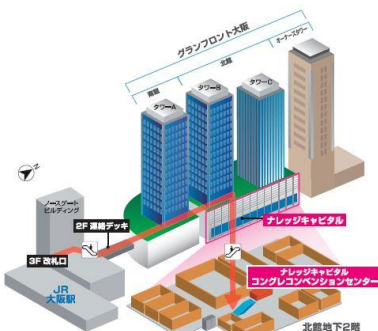 グランフロント大阪
南館
北館
オーナーズタワー
タワーA
タワーB
タワーC
N
ノースゲート
ビルディング
2F 連絡デッキ
3F 改札口
JR
大阪駅
ナレッジキャピタル
ナレッジキャピタル
コングレコンベンションセンター
北館地下2階